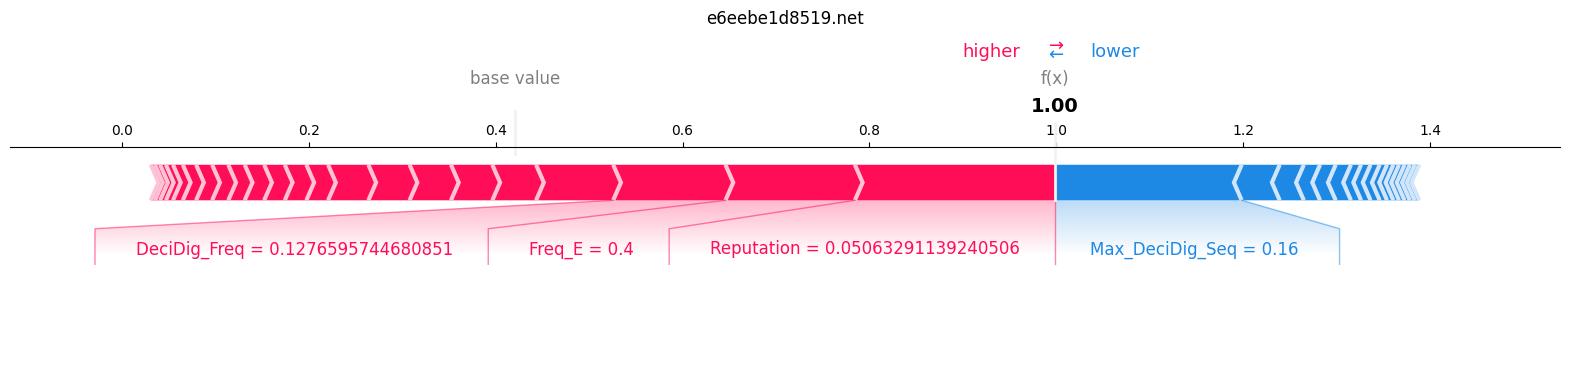 e6eebe1d8519.net
higher → ← lower
base value f(x)
1.00
0.0 0.2 0.4 0.6 0.8 1.0 1.2 1.4
DeciDig_Freq = 0.1276595744680851 Freq_E = 0.4 Reputation = 0.05063291139240506 Max_DeciDig_Seq = 0.16